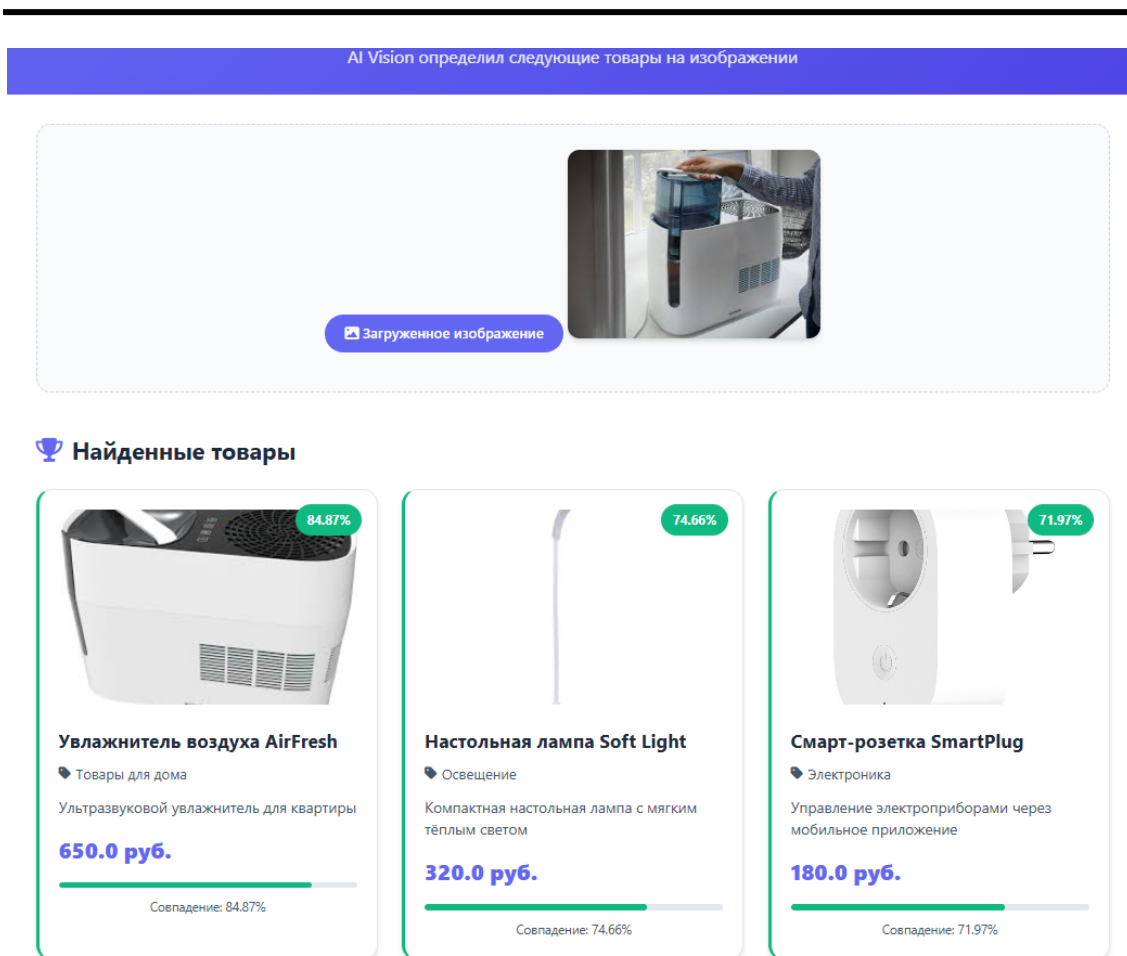 AI Vision определил следующие товары на изображении
Загруженное изображение
Найденные товары
84.87%
74.66%
71.97%
Увлажнитель воздуха AirFresh
Товары для дома
Ультразвуковой увлажнитель для квартиры
650.0 руб.
Совпадение: 84.87%
Настольная лампа Soft Light
Освещение
Компактная настольная лампа с мягким
тёплым светом
320.0 руб.
Совпадение: 74.66%
Смарт-розетка SmartPlug
Электроника
Управление электроприборами через
мобильное приложение
180.0 руб.
Совпадение: 71.97%